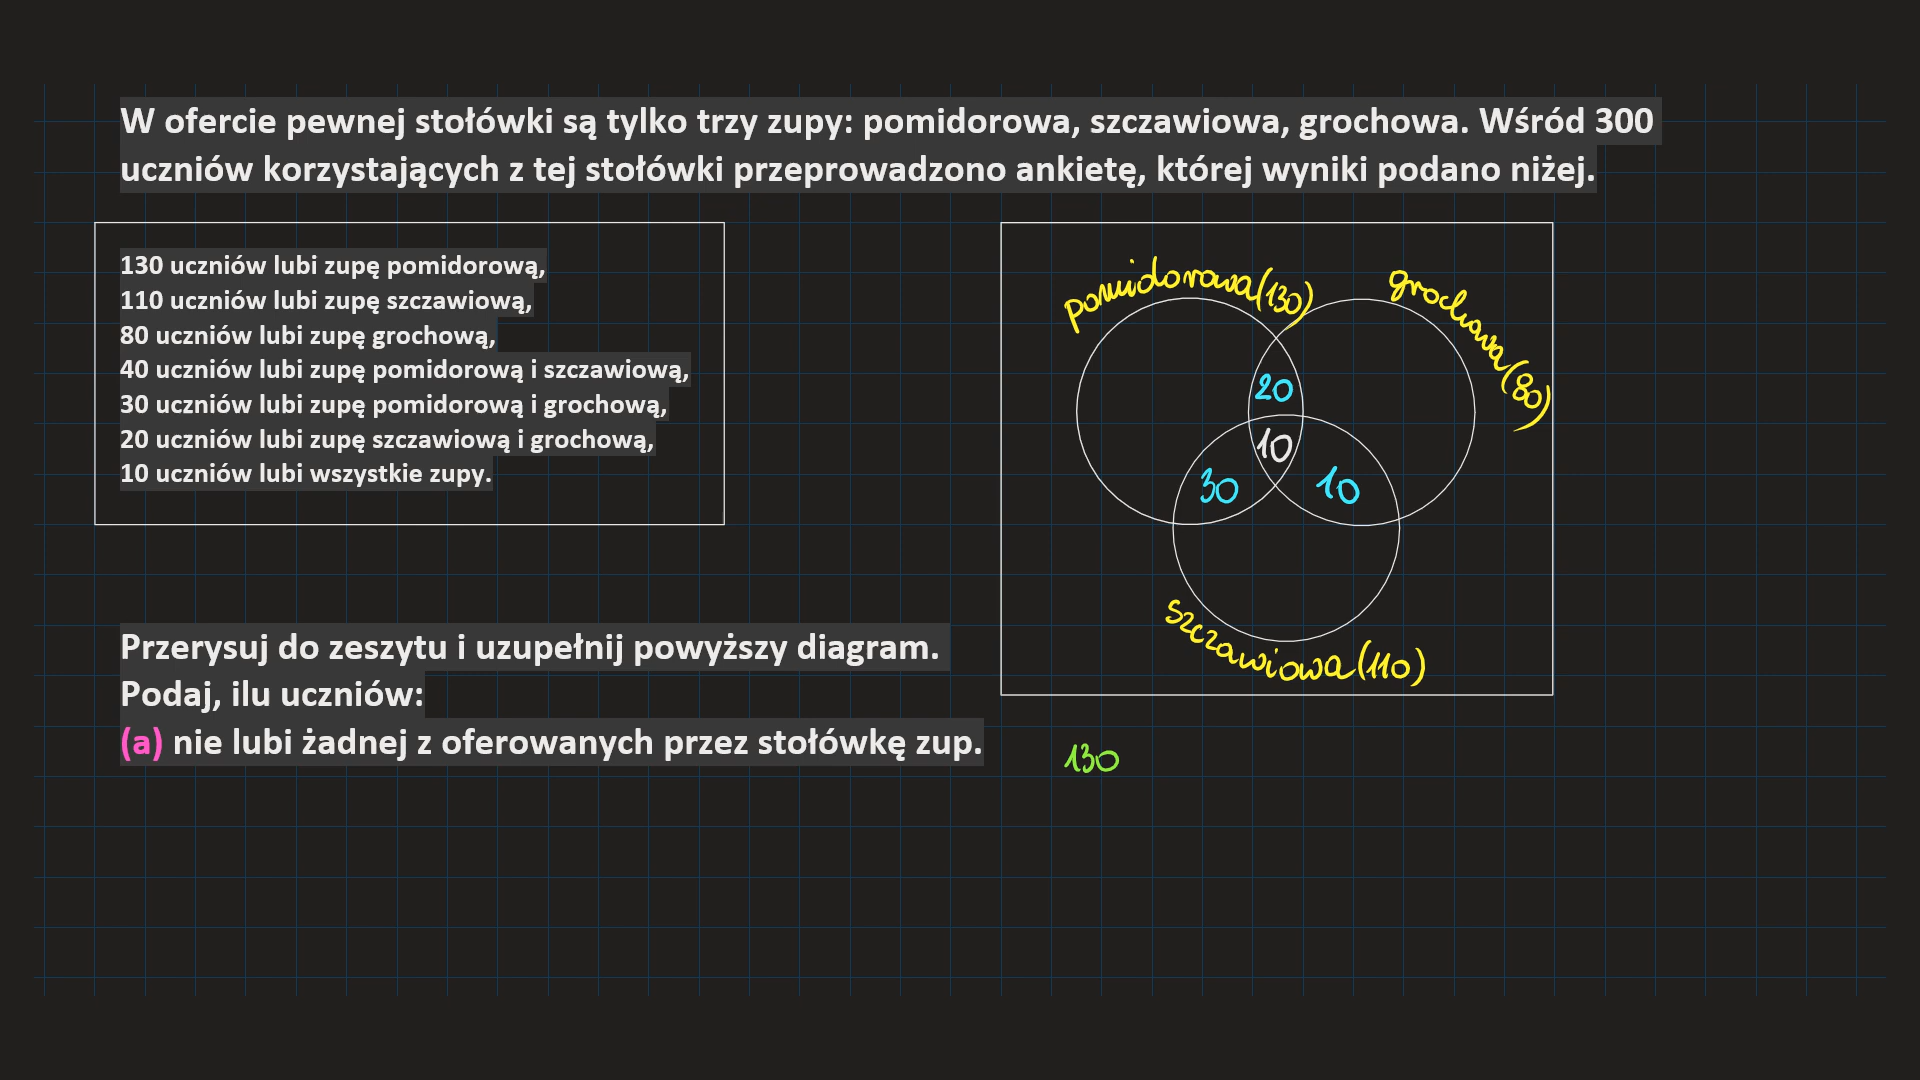 W ofercie pewnej stołówki są tylko trzy zupy: pomidorowa, szczawiowa, grochowa. Wśród 300
uczniów korzystających z tej stołówki przeprowadzono ankietę, której wyniki podano niżej.
130 uczniów lubi zupę pomidorową,
110 uczniów lubi zupę szczawiową,
80 uczniów lubi zupę grochową,
40 uczniów lubi zupę pomidorową i szczawiową,
30 uczniów lubi zupę pomidorową i grochową,
20 uczniów lubi zupę szczawiową i grochową,
10 uczniów lubi wszystkie zupy.
pomidorowa (130)
grochowa (80)
20
10
30
10
szczawiowa (110)
Przerysuj do zeszytu i uzupełnij powyższy diagram.
Podaj, ilu uczniów:
(a) nie lubi żadnej z oferowanych przez stołówkę zup.
130